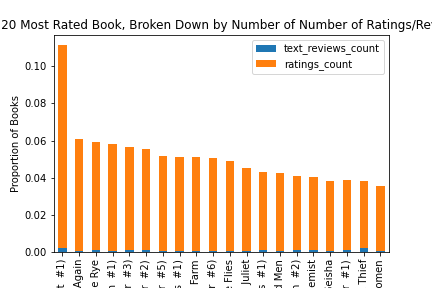 20 Most Rated Book, Broken Down by Number of Number of Ratings/Re
text_reviews_count
ratings_count
Proportion of Books
0.10
0.08
0.06
0.04
0.02
0.00
#1)
Again
e Rye
#1)
#3)
#2)
#5)
#1)
Farm
#6)
Flies
Juliet
#1)
Men
#2)
emist
eisha
#1)
Thief
omen